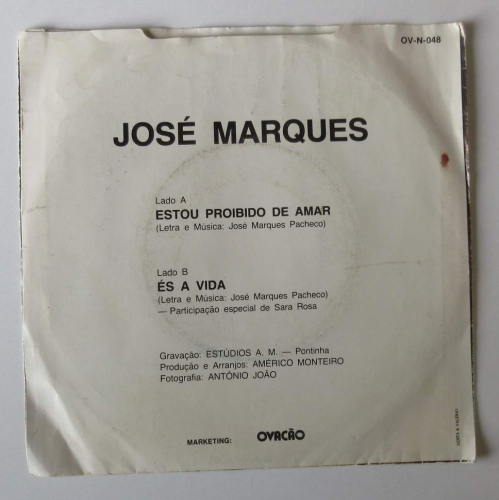 OV-N-048
JOSÉ MARQUES
Lado A
ESTOU PROIBIDO DE AMAR
(Letra e Música: José Marques Pacheco)
Lado B
ÉS A VIDA
(Letra e Música: José Marques Pacheco)
— Participação especial de Sara Rosa
Gravação: ESTÚDIOS A. M. — Pontinha
Produção e Arranjos: AMÉRICO MONTEIRO
Fotografia: ANTÓNIO JOÃO
MARKETING: OVAÇÃO